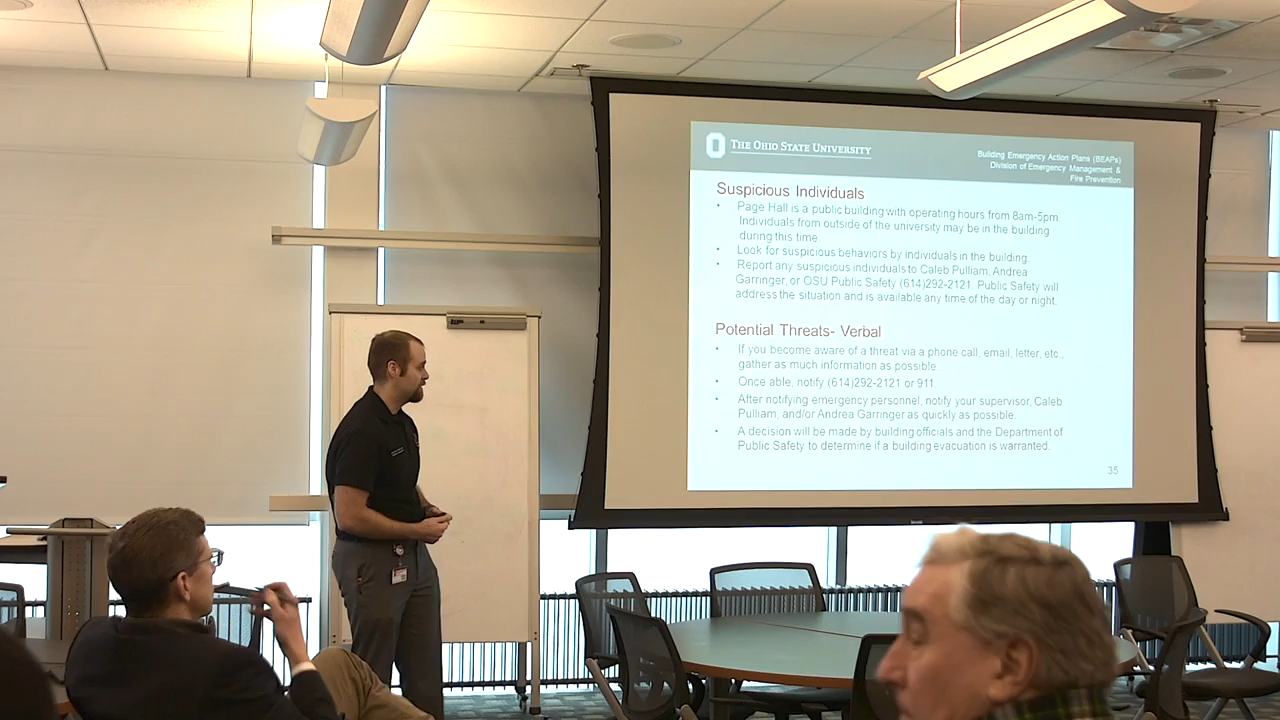 THE OHIO STATE UNIVERSITY
Building Emergency Action Plans (BEAPs)
Division of Emergency Management &
Fire Prevention
Suspicious Individuals
• Page Hall is a public building with operating hours from 8am-5pm.
Individuals from outside of the university may be in the building
during this time.
• Look for suspicious behaviors by individuals in the building.
• Report any suspicious individuals to Caleb Pulliam, Andrea
Garringer, or OSU Public Safety (614)292-2121. Public Safety will
address the situation and is available any time of the day or night.
Potential Threats- Verbal
• If you become aware of a threat via a phone call, email, letter, etc.,
gather as much information as possible.
• Once able, notify (614)292-2121 or 911.
• After notifying emergency personnel, notify your supervisor, Caleb
Pulliam, and/or Andrea Garringer as quickly as possible.
• A decision will be made by building officials and the Department of
Public Safety to determine if a building evacuation is warranted.
35